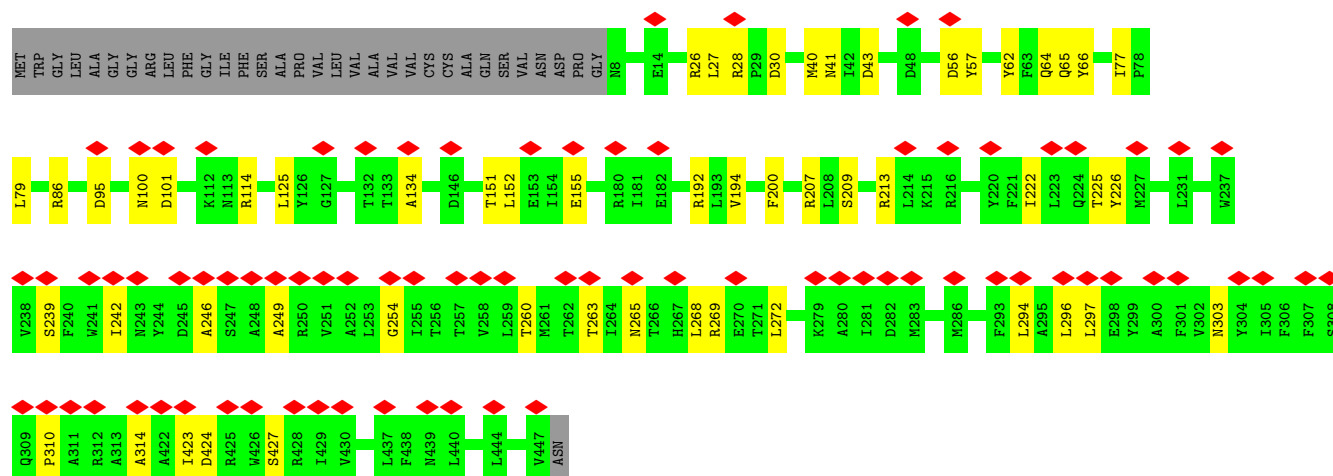 MET TRP GLY LEU ALA GLY GLY ARG LEU PHE GLY ILE PHE SER ALA PRO VAL LEU VAL ALA VAL VAL CYS CYS ALA GLN SER VAL ASN ASP PRO GLY N8 E14 R26 L27 R28 P29 D30 M40 N41 I42 D43 D48 D56 Y57 Y62 F63 Q64 Q65 Y66 I77 P78
L79 R86 D95 N100 D101 K112 N113 R114 L125 Y126 G127 T132 T133 A134 D146 T151 L152 E153 I154 E155 R180 I181 E182 R192 L193 V194 F200 R207 L208 S209 R213 L214 K215 R216 Y220 F221 I222 L223 Q224 T225 Y226 M227 L231 W237
V238 S239 F240 W241 I242 N243 Y244 D245 A246 S247 A248 A249 R250 V251 A252 L253 G254 I255 T256 T257 V258 L259 T260 M261 T262 T263 I264 N265 T266 H267 L268 R269 E270 T271 L272 K279 A280 I281 D282 M283 M286 F293 L294 A295 L296 L297 E298 Y299 A300 F301 V302 N303 Y304 I305 F306 F307 S308
Q309 P310 A311 R312 A313 A314 A422 I423 D424 R425 W426 S427 R428 I429 V430 L437 F438 N439 L440 L444 V447 ASN